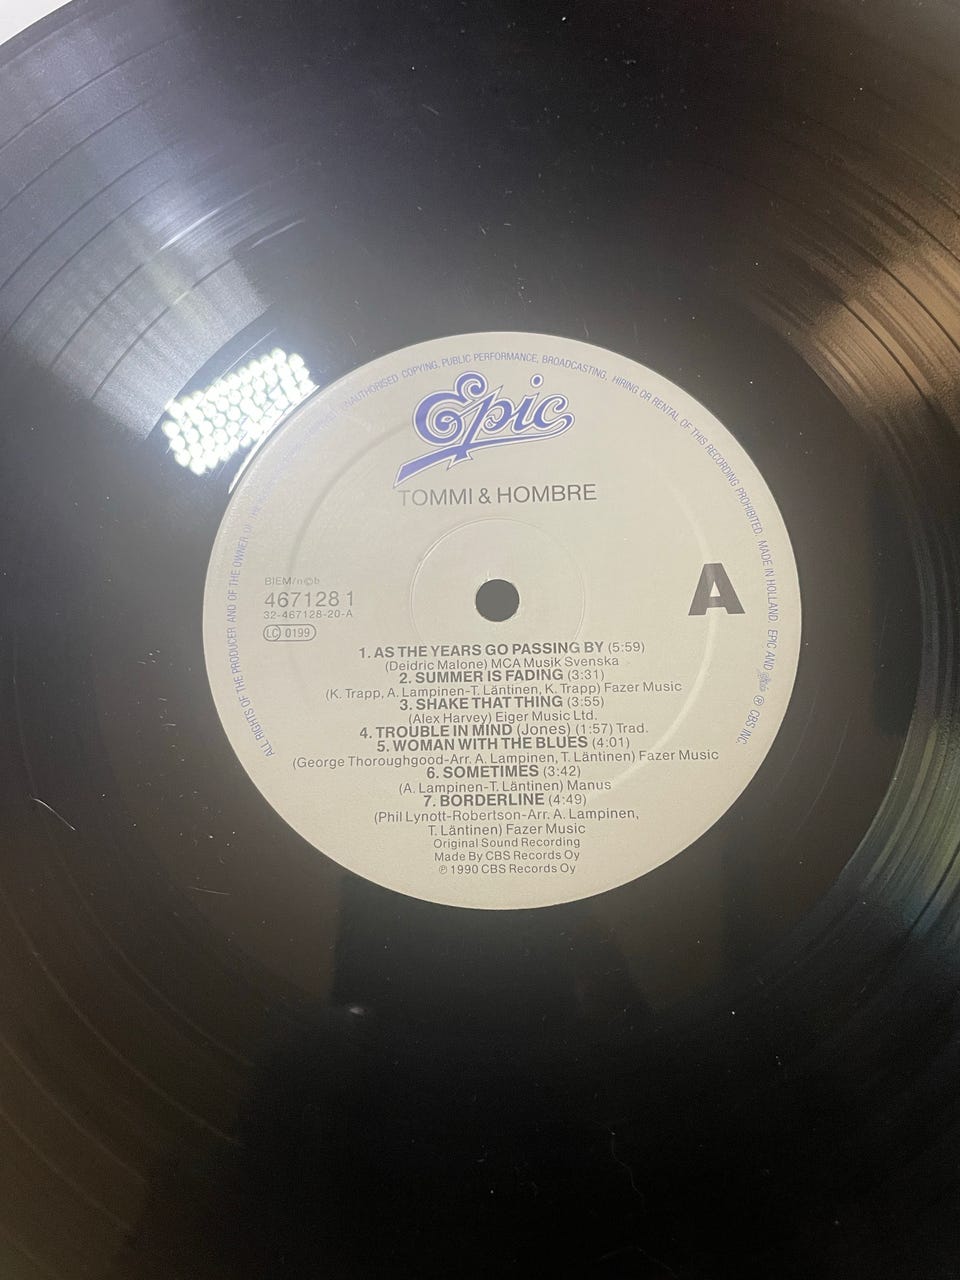 ALL RIGHTS OF THE PRODUCER AND OF THE OWNER OF THE UNAUTHORISED COPYING, PUBLIC PERFORMANCE, BROADCASTING, HIRING OR RENTAL OF THIS RECORDING PROHIBITED. MADE IN HOLLAND. EPIC AND Epic ℗ CBS INC.
Epic
TOMMI & HOMBRE
BIEM/n©b
467128 1
32-467128-20-A
LC 0199
A
1. AS THE YEARS GO PASSING BY (5:59)
(Deidric Malone) MCA Musik Svenska
2. SUMMER IS FADING (3:31)
(K. Trapp, A. Lampinen-T. Läntinen, K. Trapp) Fazer Music
3. SHAKE THAT THING (3:55)
(Alex Harvey) Eiger Music Ltd.
4. TROUBLE IN MIND (Jones) (1:57) Trad.
5. WOMAN WITH THE BLUES (4:01)
(George Thoroughgood-Arr. A. Lampinen, T. Läntinen) Fazer Music
6. SOMETIMES (3:42)
(A. Lampinen-T. Läntinen) Manus
7. BORDERLINE (4:49)
(Phil Lynott-Robertson-Arr. A. Lampinen,
T. Läntinen) Fazer Music
Original Sound Recording
Made By CBS Records Oy
℗ 1990 CBS Records Oy